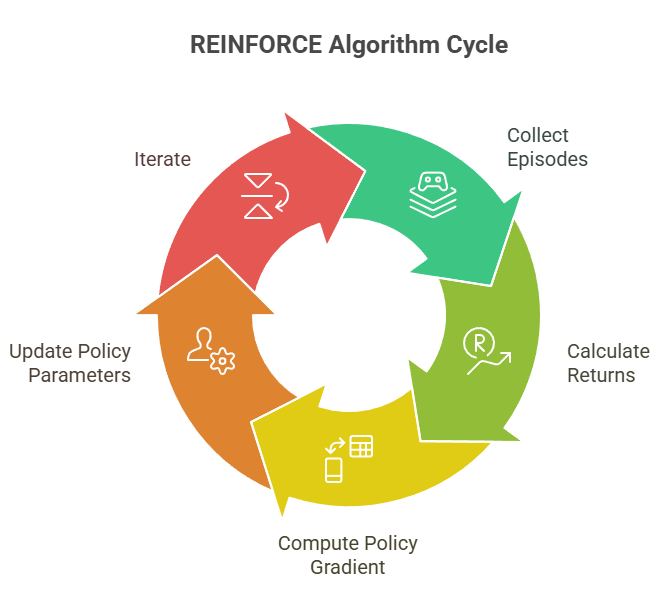 REINFORCE Algorithm Cycle
Iterate
Collect
Episodes
R
Calculate
Returns
Update Policy
Parameters
Compute Policy
Gradient